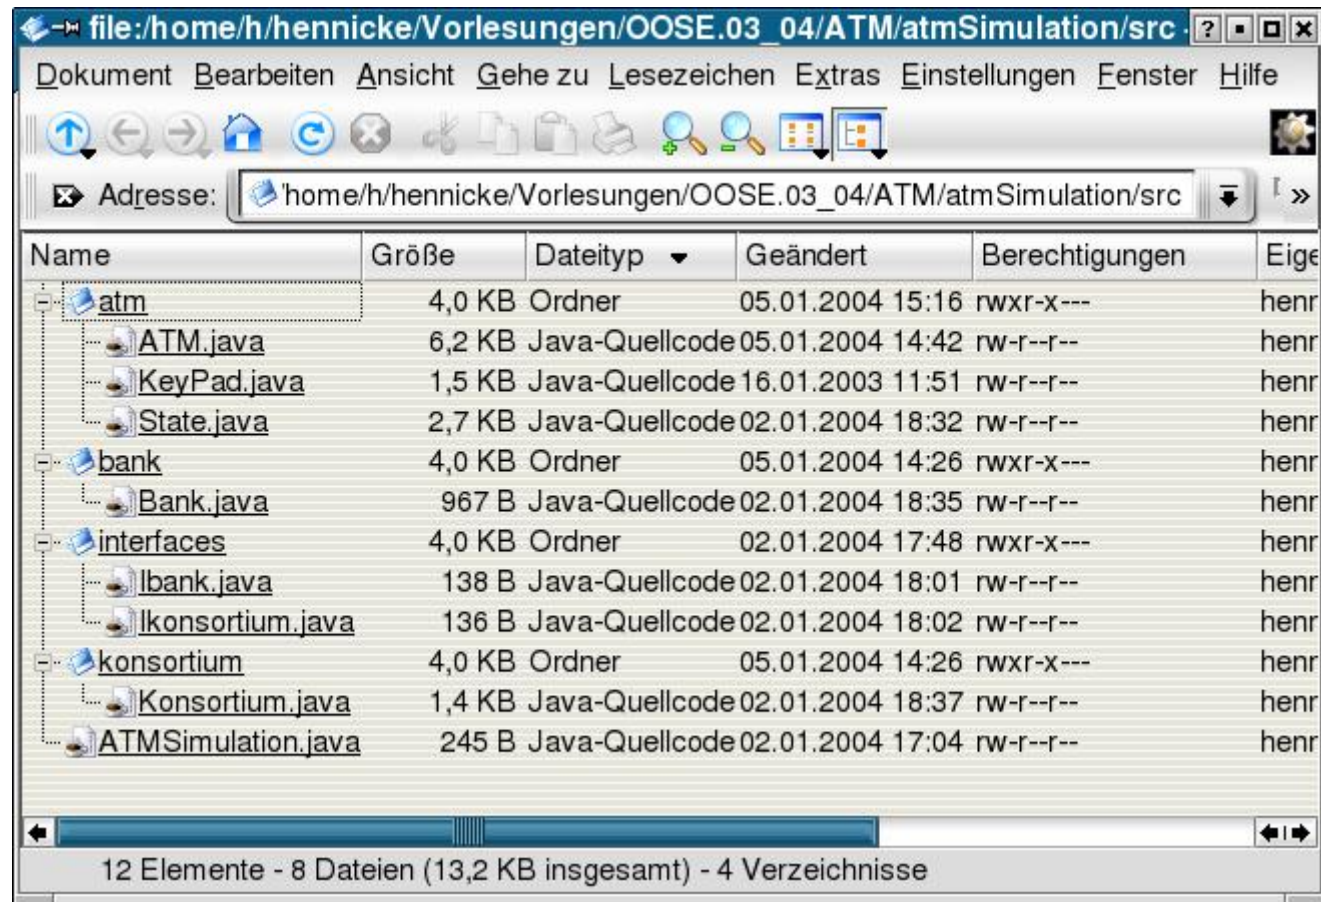 file:/home/h/hennicke/Vorlesungen/OOSE.03_04/ATM/atmSimulation/src -
Dokument Bearbeiten Ansicht Gehe zu Lesezeichen Extras Einstellungen Fenster Hilfe
Adresse: 'home/h/hennicke/Vorlesungen/OOSE.03_04/ATM/atmSimulation/src »
Name Größe Dateityp Geändert Berechtigungen Eige
atm 4,0 KB Ordner 05.01.2004 15:16 rwxr-x--- henr
ATM.java 6,2 KB Java-Quellcode 05.01.2004 14:42 rw-r--r-- henr
KeyPad.java 1,5 KB Java-Quellcode 16.01.2003 11:51 rw-r--r-- henr
State.java 2,7 KB Java-Quellcode 02.01.2004 18:32 rw-r--r-- henr
bank 4,0 KB Ordner 05.01.2004 14:26 rwxr-x--- henr
Bank.java 967 B Java-Quellcode 02.01.2004 18:35 rw-r--r-- henr
interfaces 4,0 KB Ordner 02.01.2004 17:48 rwxr-x--- henr
Ibank.java 138 B Java-Quellcode 02.01.2004 18:01 rw-r--r-- henr
Ikonsortium.java 136 B Java-Quellcode 02.01.2004 18:02 rw-r--r-- henr
konsortium 4,0 KB Ordner 05.01.2004 14:26 rwxr-x--- henr
Konsortium.java 1,4 KB Java-Quellcode 02.01.2004 18:37 rw-r--r-- henr
ATMSimulation.java 245 B Java-Quellcode 02.01.2004 17:04 rw-r--r-- henr
12 Elemente - 8 Dateien (13,2 KB insgesamt) - 4 Verzeichnisse